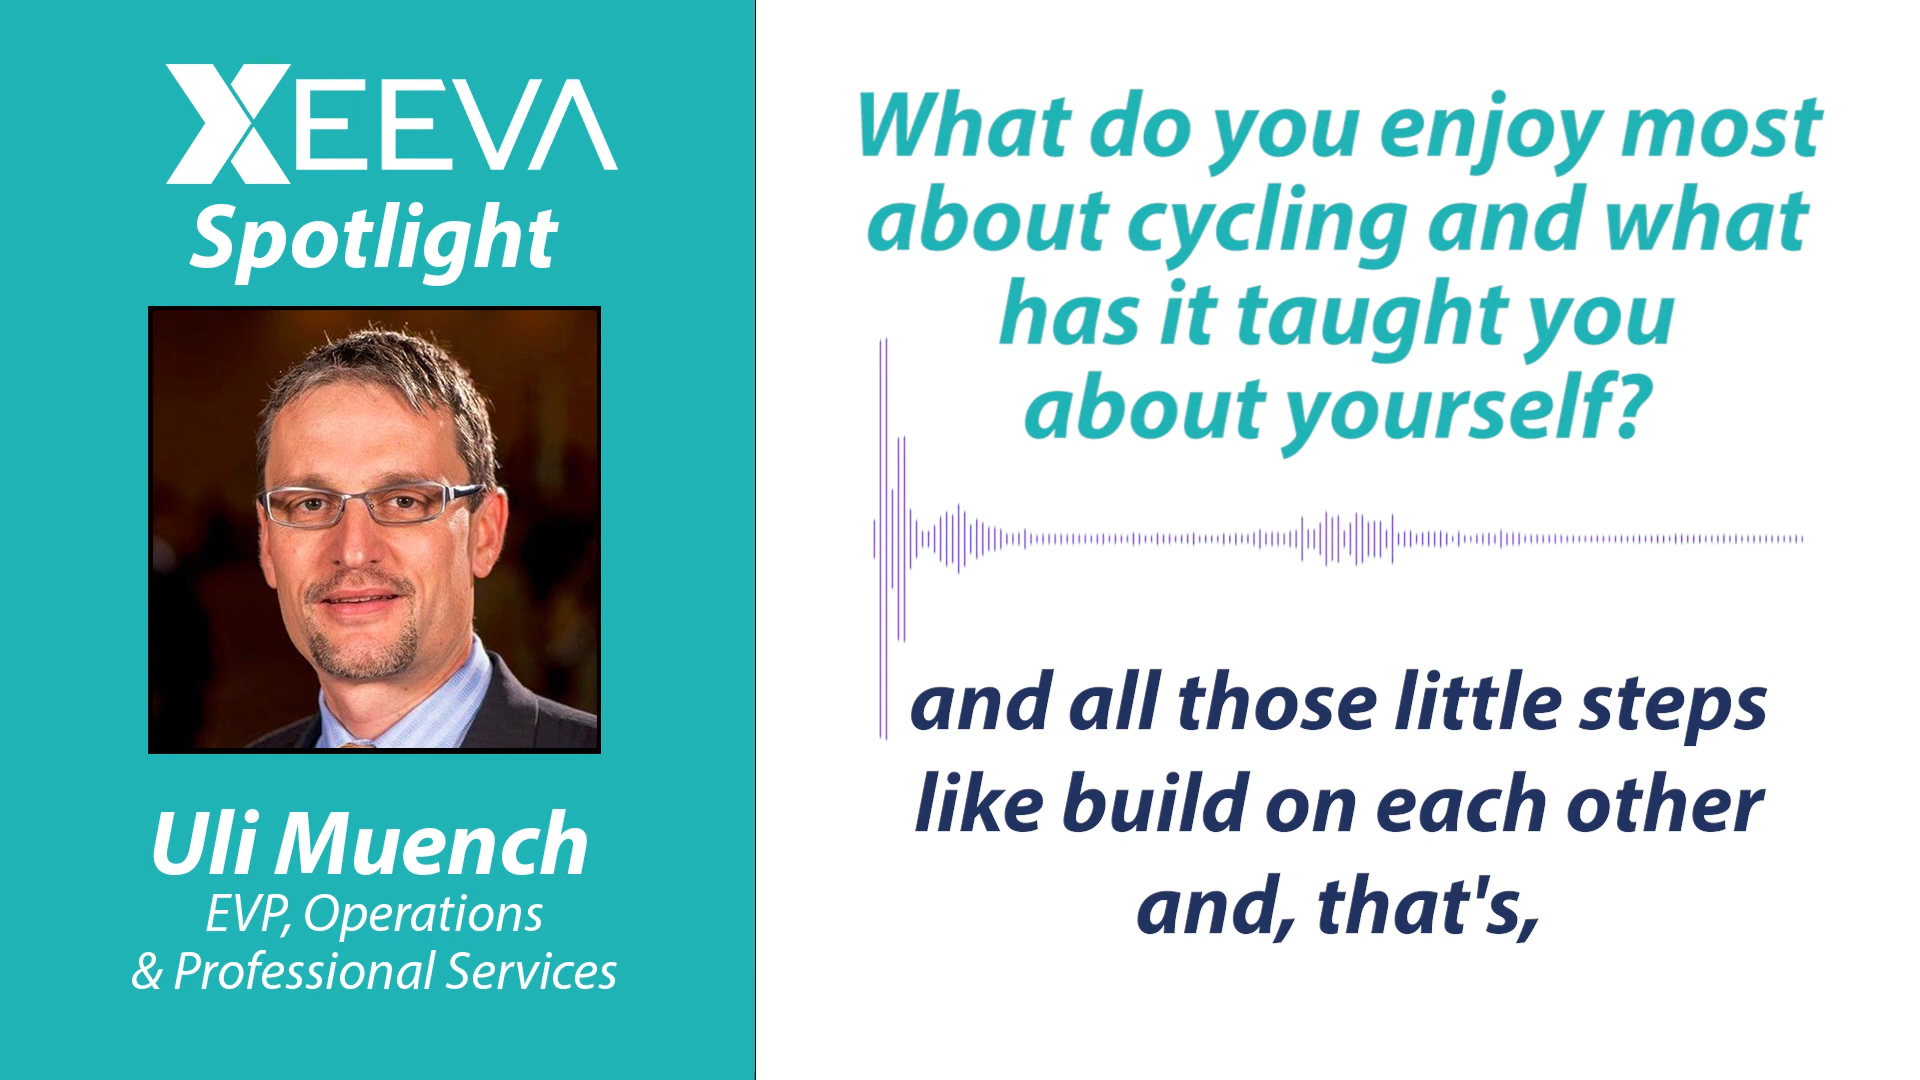 XEEVA
Spotlight
Uli Muench
EVP, Operations
& Professional Services
What do you enjoy most
about cycling and what
has it taught you
about yourself?
and all those little steps
like build on each other
and, that's,